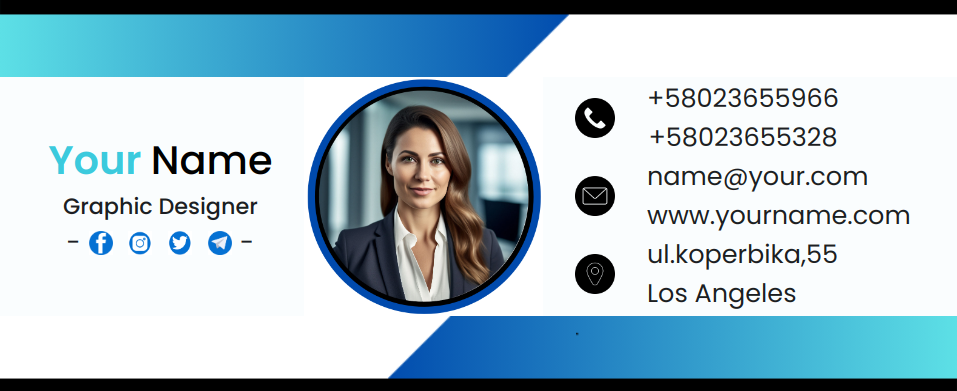 Your Name
Graphic Designer
+58023655966
+58023655328
name@your.com
www.yourname.com
ul.koperbika,55
Los Angeles